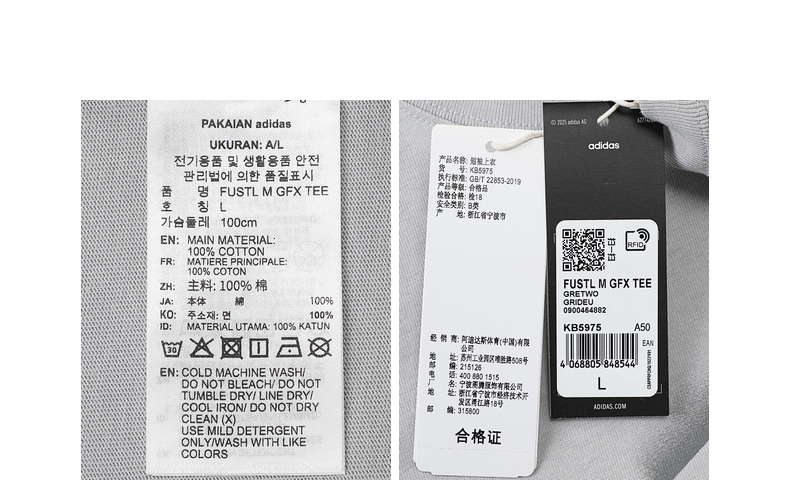 PAKAIAN adidas
UKURAN: A/L
전기용품 및 생활용품 안전
관리법에 의한 품질표시
품 명 FUSTL M GFX TEE
호 칭 L
가슴둘레 100cm
EN: MAIN MATERIAL:
100% COTTON
FR: MATIERE PRINCIPALE:
100% COTON
ZH: 主料: 100% 棉
JA: 本体 綿 100%
KO: 주소재: 면 100%
ID: MATERIAL UTAMA: 100% KATUN
30
EN: COLD MACHINE WASH/
DO NOT BLEACH/ DO NOT
TUMBLE DRY/ LINE DRY/
COOL IRON/ DO NOT DRY
CLEAN (X)
USE MILD DETERGENT
ONLY/WASH WITH LIKE
COLORS
产品名称: 短袖上衣
货 号: KB5975
执行标准: GB/T 22853-2019
产品等级: 合格品
检验合格: 检18
安全类别: B类
产 地: 浙江省宁波市
经 销 商: 阿迪达斯体育(中国)有限
公司
地 址: 苏州工业园区唯胜路508号
邮 编: 215126
电 话: 400 880 1515
厂 名: 宁波甬腾服饰有限公司
地 址: 浙江省宁波市经济技术开
发区甬江路18号
邮 编: 315800
合格证
© 2025 adidas AG
adidas
RFID
FUSTL M GFX TEE
GRETWO
GRIDEU
0900464882
KB5975 A50
EAN
4 068805 848544
L
ADIDAS.COM